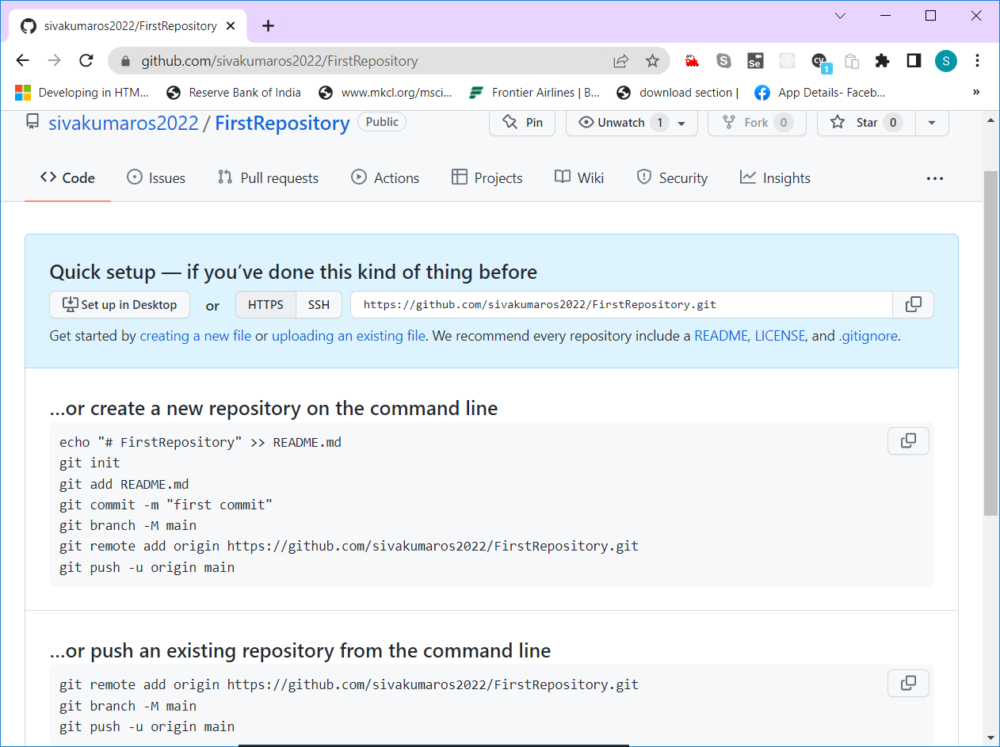 sivakumaros2022/FirstRepository
github.com/sivakumaros2022/FirstRepository
Se
CY
1
S
Developing in HTM...
Reserve Bank of India
www.mkcl.org/msci...
Frontier Airlines | B...
download section |
App Details- Faceb...
»
sivakumaros2022 / FirstRepository
Public
Pin
Unwatch 1
Fork 0
Star 0
Code
Issues
Pull requests
Actions
Projects
Wiki
Security
Insights
Quick setup — if you’ve done this kind of thing before
Set up in Desktop
or
HTTPS
SSH
https://github.com/sivakumaros2022/FirstRepository.git
Get started by creating a new file or uploading an existing file. We recommend every repository include a README, LICENSE, and .gitignore.
…or create a new repository on the command line
echo "# FirstRepository" >> README.md
git init
git add README.md
git commit -m "first commit"
git branch -M main
git remote add origin https://github.com/sivakumaros2022/FirstRepository.git
git push -u origin main
…or push an existing repository from the command line
git remote add origin https://github.com/sivakumaros2022/FirstRepository.git
git branch -M main
git push -u origin main